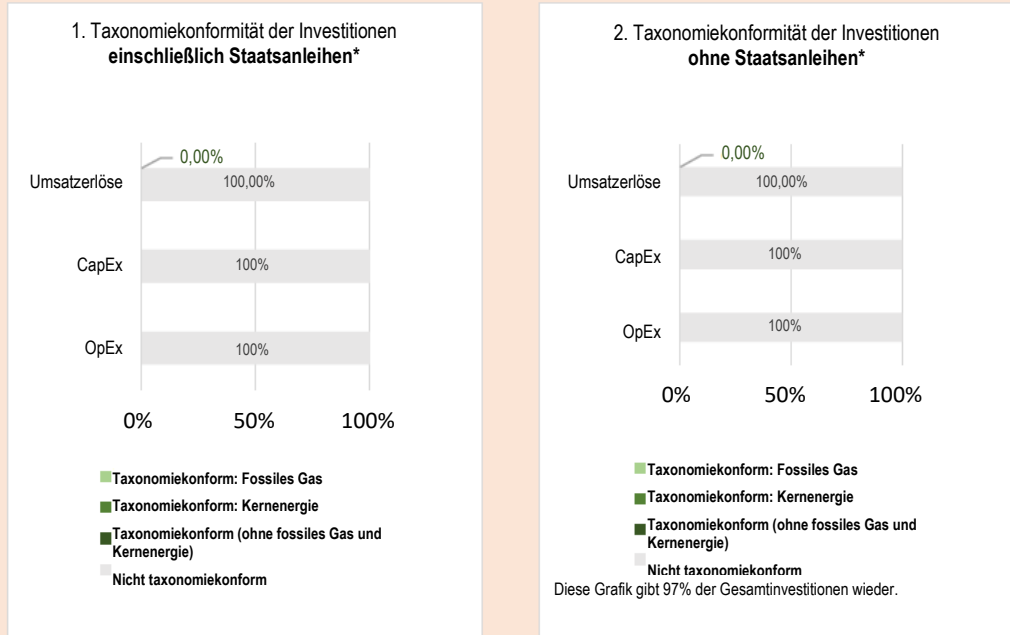 1. Taxonomiekonformität der Investitionen
einschließlich Staatsanleihen*
0,00%
Umsatzerlöse
100,00%
CapEx
100%
OpEx
100%
0%
50%
100%
Taxonomiekonform: Fossiles Gas
Taxonomiekonform: Kernenergie
Taxonomiekonform (ohne fossiles Gas und
Kernenergie)
Nicht taxonomiekonform
2. Taxonomiekonformität der Investitionen
ohne Staatsanleihen*
0,00%
Umsatzerlöse
100,00%
CapEx
100%
OpEx
100%
0%
50%
100%
Taxonomiekonform: Fossiles Gas
Taxonomiekonform: Kernenergie
Taxonomiekonform (ohne fossiles Gas und
Kernenergie)
Nicht taxonomiekonform
Diese Grafik gibt 97% der Gesamtinvestitionen wieder.